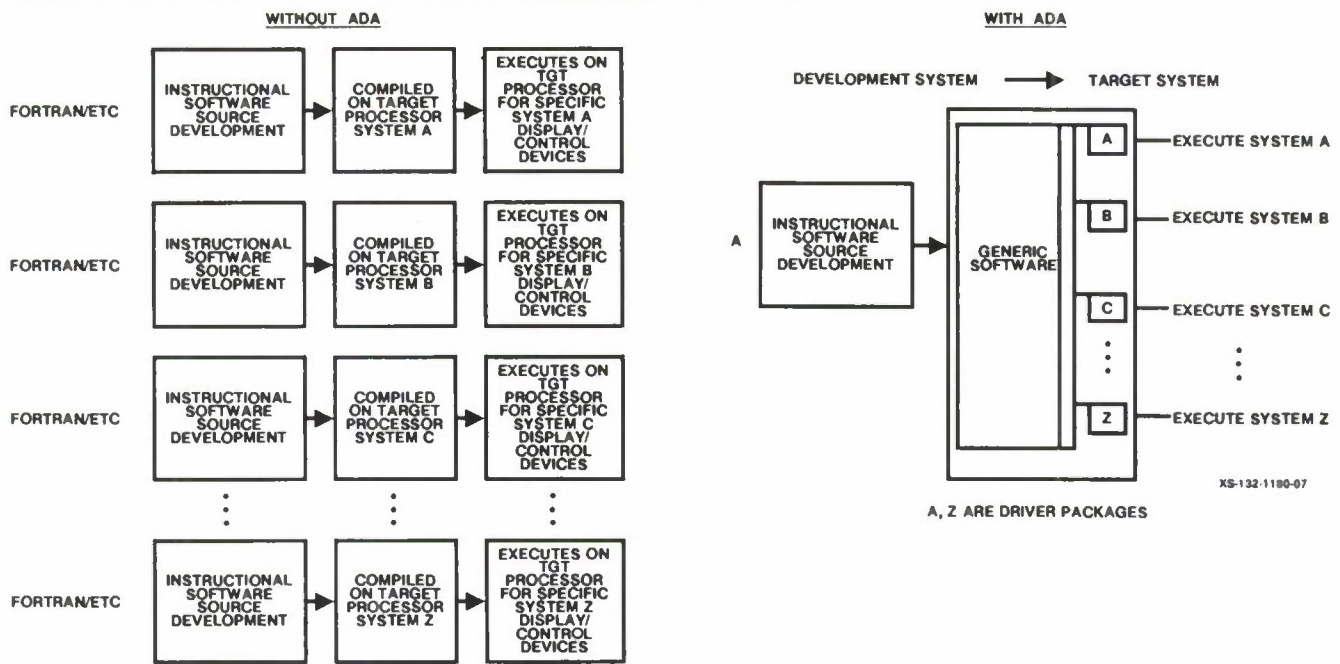 WITHOUT ADA
FORTRAN/ETC
INSTRUCTIONAL
SOFTWARE
SOURCE
DEVELOPMENT
COMPILED
ON TARGET
PROCESSOR
SYSTEM A
EXECUTES ON
TGT
PROCESSOR
FOR SPECIFIC
SYSTEM A
DISPLAY/
CONTROL
DEVICES
FORTRAN/ETC
INSTRUCTIONAL
SOFTWARE
SOURCE
DEVELOPMENT
COMPILED
ON TARGET
PROCESSOR
SYSTEM B
EXECUTES ON
TGT
PROCESSOR
FOR SPECIFIC
SYSTEM B
DISPLAY/
CONTROL
DEVICES
FORTRAN/ETC
INSTRUCTIONAL
SOFTWARE
SOURCE
DEVELOPMENT
COMPILED
ON TARGET
PROCESSOR
SYSTEM C
EXECUTES ON
TGT
PROCESSOR
FOR SPECIFIC
SYSTEM C
DISPLAY/
CONTROL
DEVICES
FORTRAN/ETC
INSTRUCTIONAL
SOFTWARE
SOURCE
DEVELOPMENT
COMPILED
ON TARGET
PROCESSOR
SYSTEM Z
EXECUTES ON
TGT
PROCESSOR
FOR SPECIFIC
SYSTEM Z
DISPLAY/
CONTROL
DEVICES
WITH ADA
DEVELOPMENT SYSTEM
TARGET SYSTEM
A
INSTRUCTIONAL
SOFTWARE
SOURCE
DEVELOPMENT
GENERIC
SOFTWARE
A
EXECUTE SYSTEM A
B
EXECUTE SYSTEM B
C
EXECUTE SYSTEM C
Z
EXECUTE SYSTEM Z
XS-132-1180-07
A, Z ARE DRIVER PACKAGES